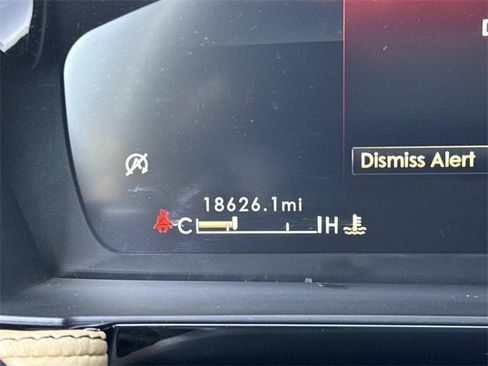 Dismiss Alert
18626.1mi
C H